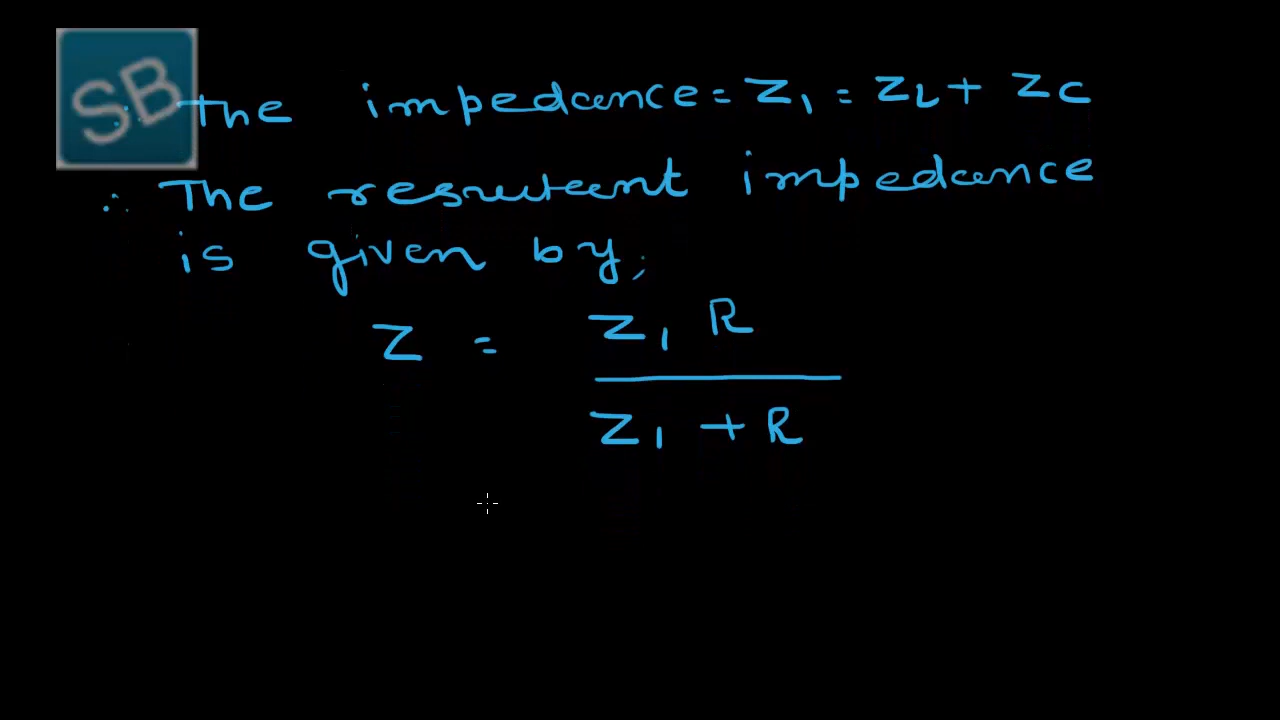 SB
∴ The impedance = Z₁ = ZL + ZC
∴ The resultant impedance
is given by,
Z = Z₁ R / Z₁ + R